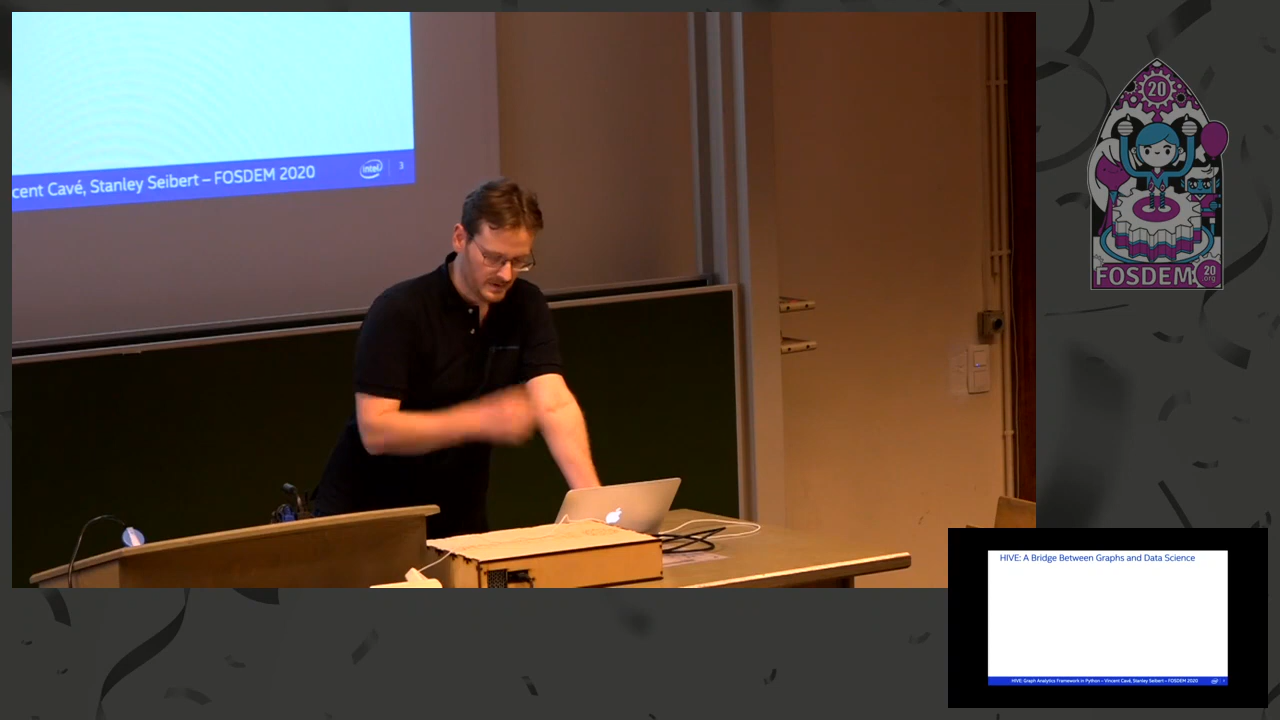 cent Cavé, Stanley Seibert – FOSDEM 2020
intel
3
20
FOSDEM
20
org
HIVE: A Bridge Between Graphs and Data Science
HIVE: Graph Analytics Framework in Python – Vincent Cavé, Stanley Seibert – FOSDEM 2020